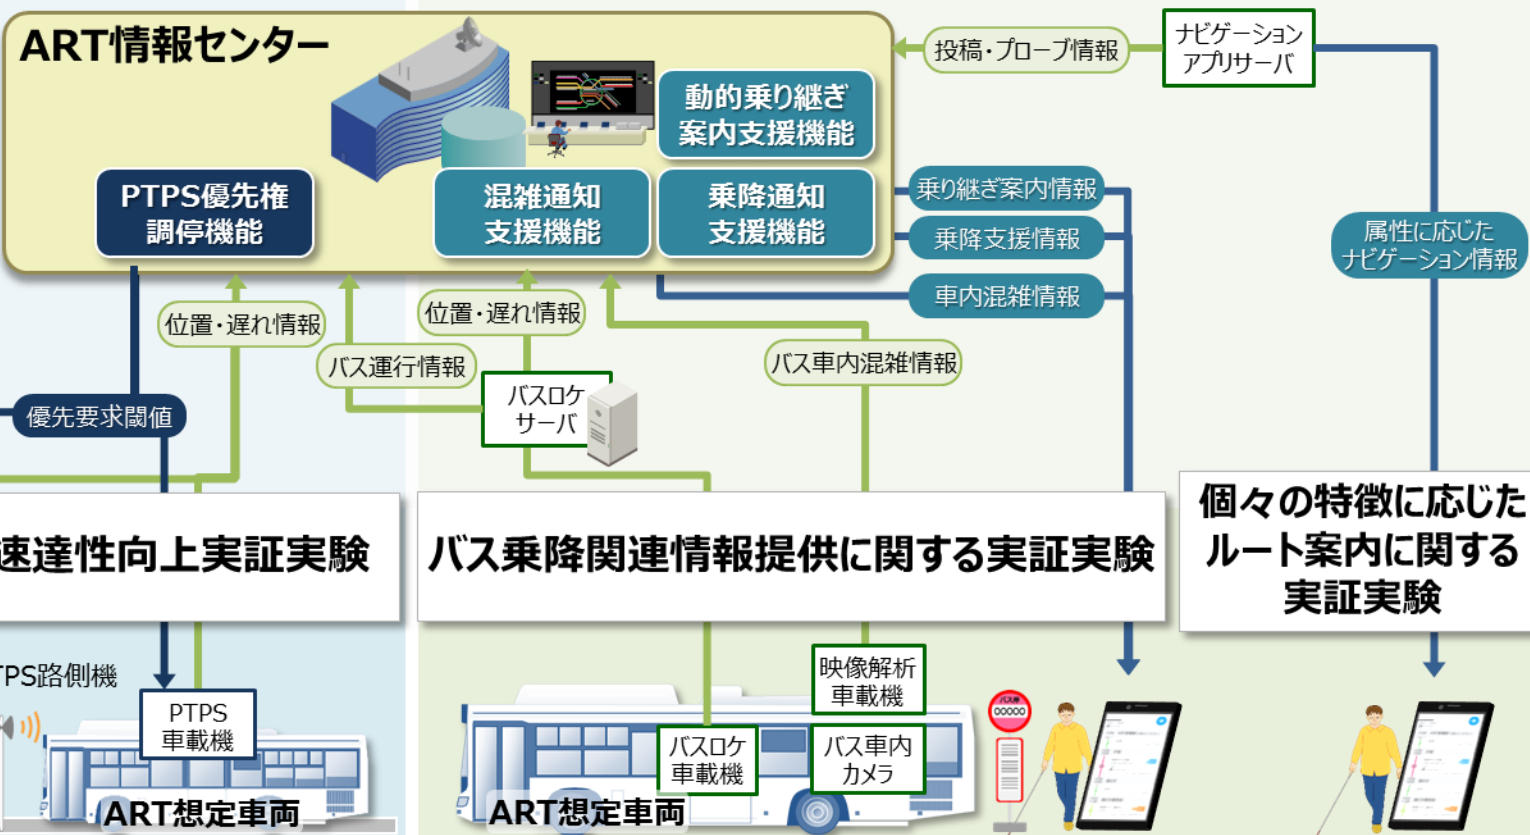 ART情報センター
動的乗り継ぎ
案内支援機能
PTPS優先権
調停機能
混雑通知
支援機能
乗降通知
支援機能
投稿・プローブ情報
ナビゲーション
アプリサーバ
乗り継ぎ案内情報
乗降支援情報
車内混雑情報
属性に応じた
ナビゲーション情報
位置・遅れ情報
バス運行情報
位置・遅れ情報
バス車内混雑情報
バスロケ
サーバ
優先要求閾値
速達性向上実証実験
バス乗降関連情報提供に関する実証実験
個々の特徴に応じた
ルート案内に関する
実証実験
TPS路側機
PTPS
車載機
ART想定車両
映像解析
車載機
バスロケ
車載機
バス車内
カメラ
ART想定車両
バス停
00000